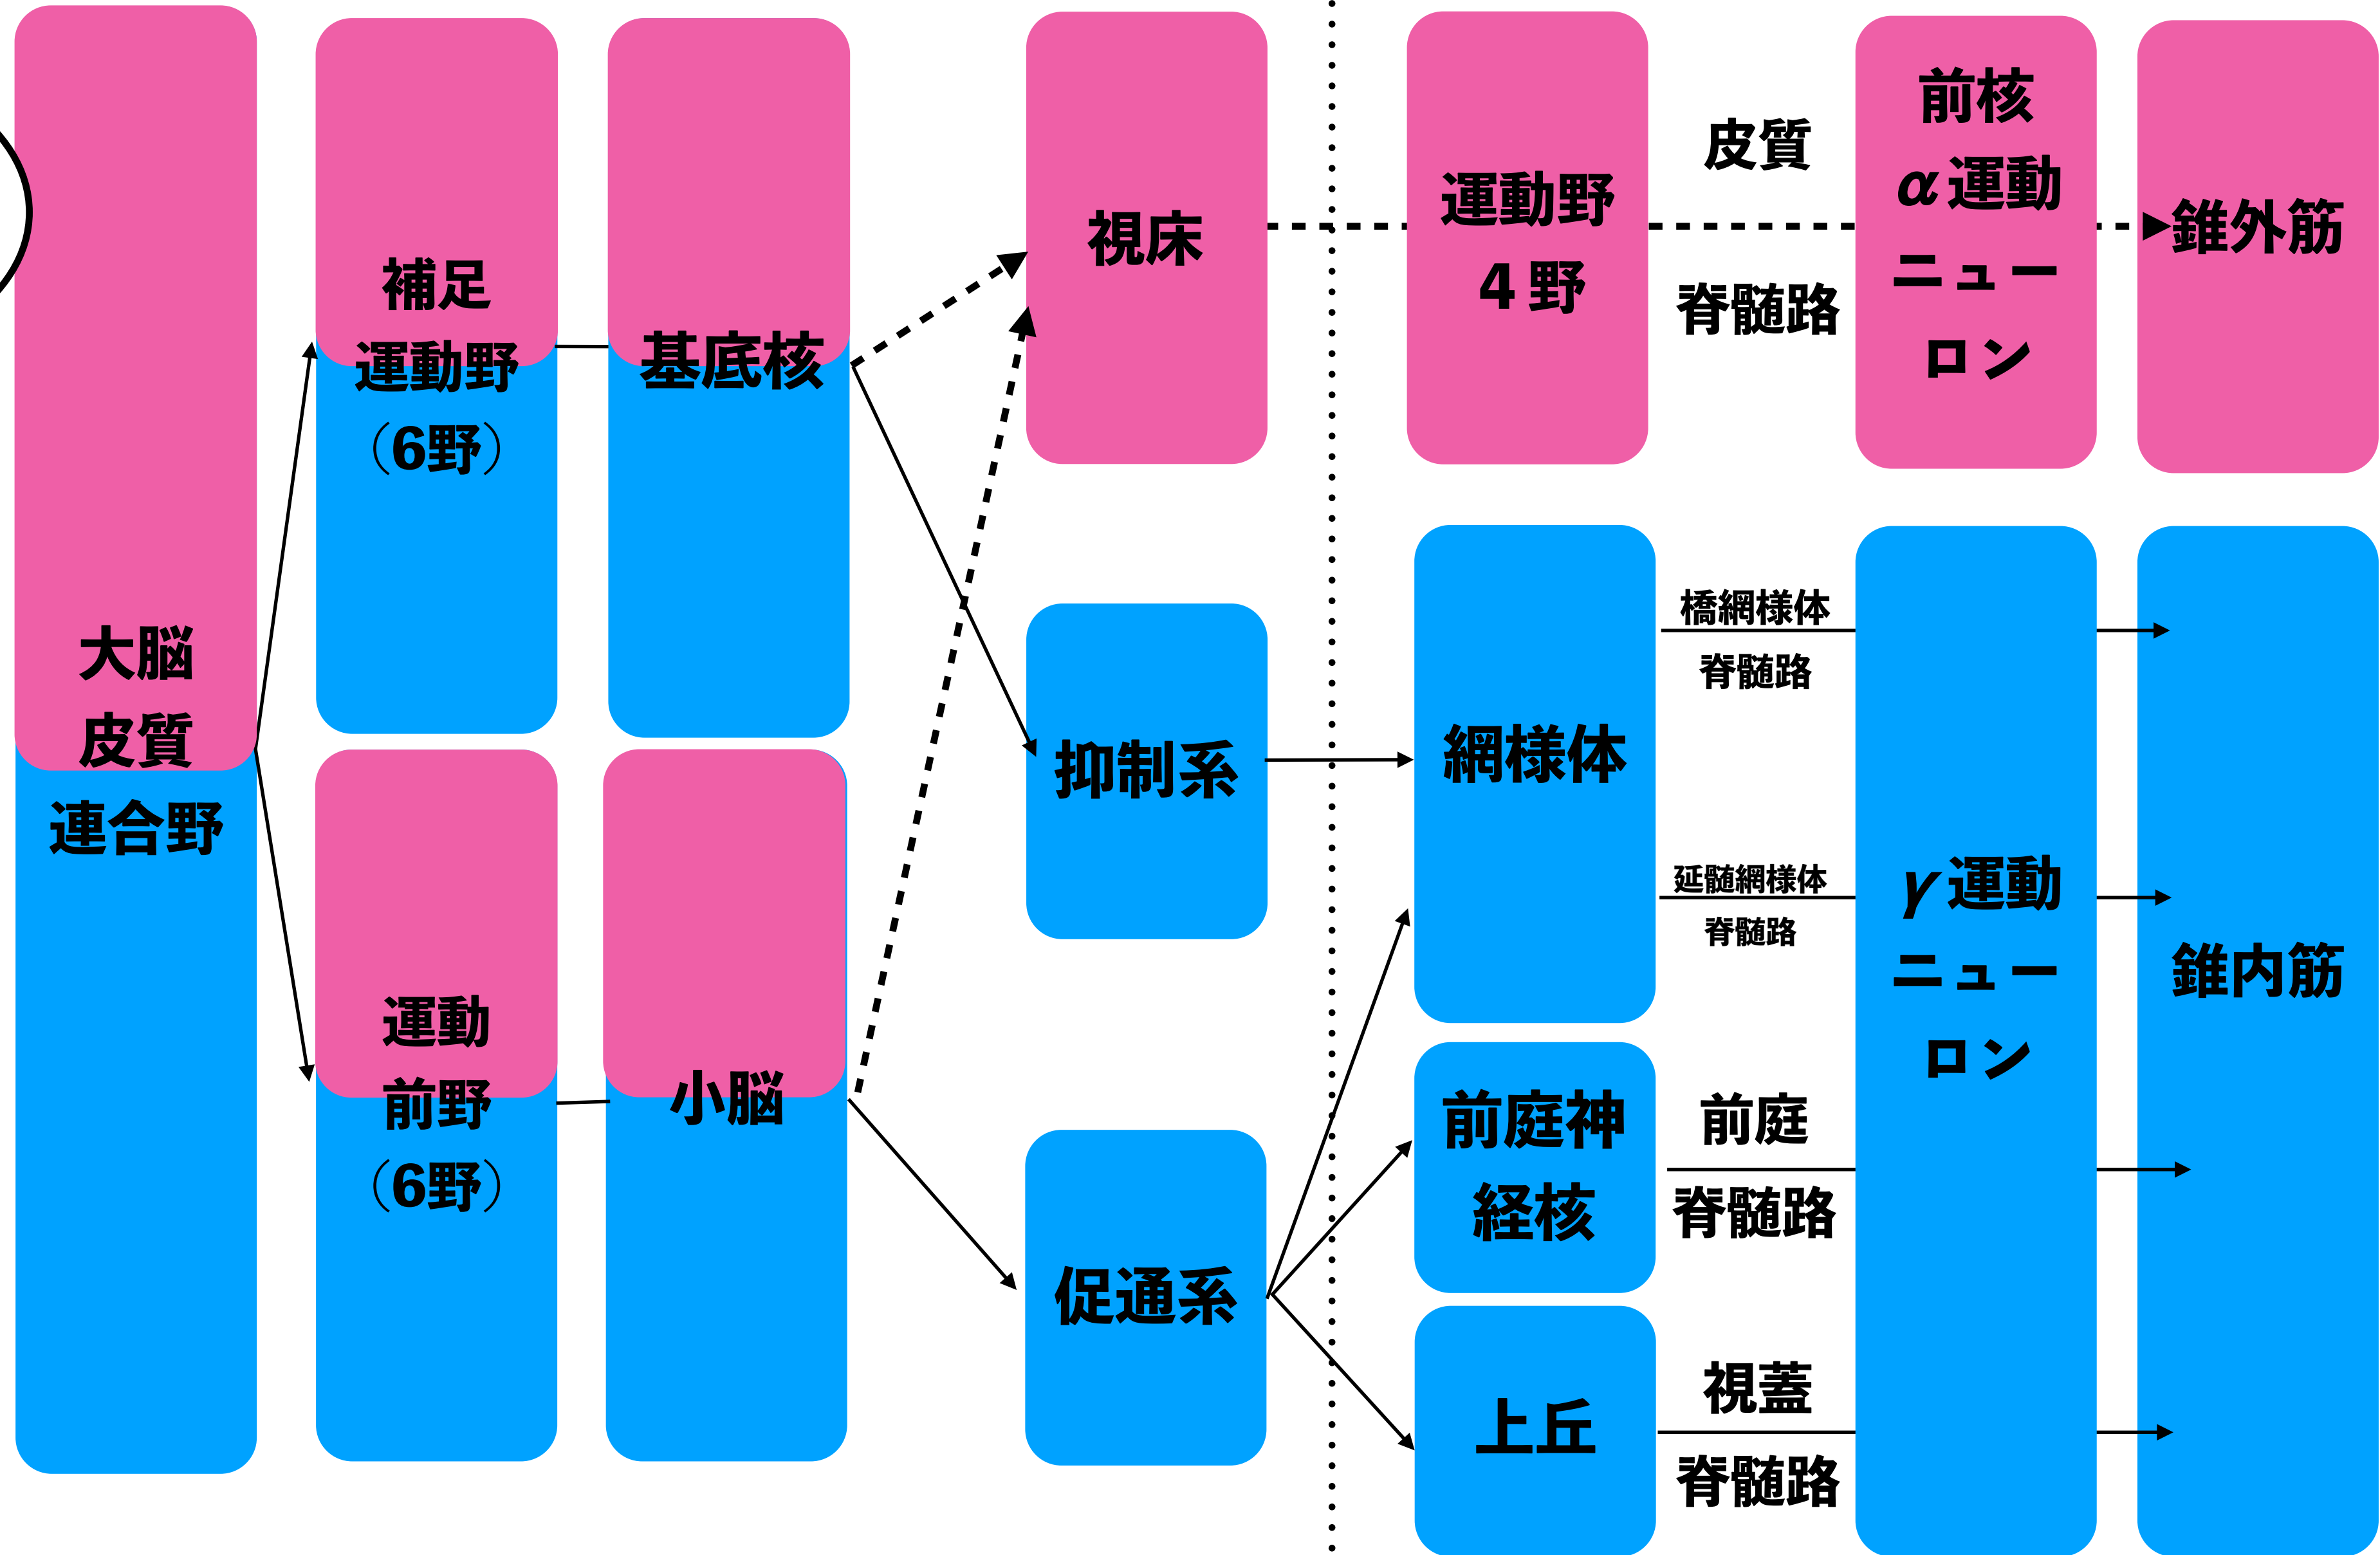 大脳
皮質
連合野
補足
運動野
（6野）
運動
前野
（6野）
基底核
小脳
視床
抑制系
促通系
運動野
4 野
網様体
前庭神
経核
上丘
皮質
脊髄路
橋網様体
脊髄路
延髄網様体
脊髄路
前庭
脊髄路
視蓋
脊髄路
前核
α運動
ニュー
ロン
γ運動
ニュー
ロン
錐外筋
錐内筋